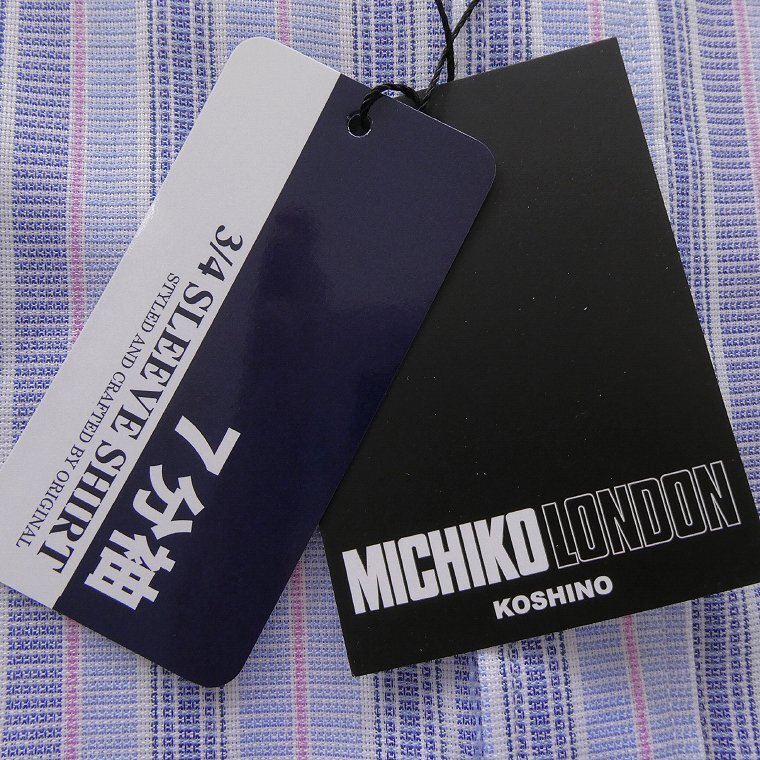 3/4 SLEEVE SHIRT
STYLED AND CRAFTED BY ORIGINAL
7分袖
MICHIKO LONDON
KOSHINO